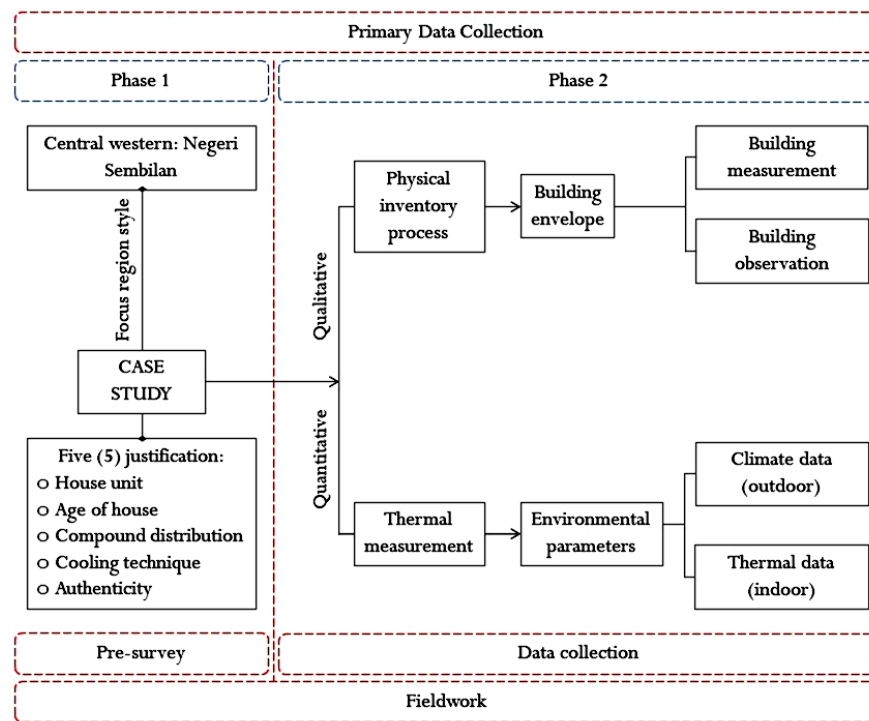 Primary Data Collection
Phase 1
Phase 2
Central western: Negeri
Sembilan
Focus region style
CASE
STUDY
Five (5) justification:
House unit
Age of house
Compound distribution
Cooling technique
Authenticity
Qualitative
Quantitative
Physical
inventory
process
Building
envelope
Building
measurement
Building
observation
Thermal
measurement
Environmental
parameters
Climate data
(outdoor)
Thermal data
(indoor)
Pre-survey
Data collection
Fieldwork